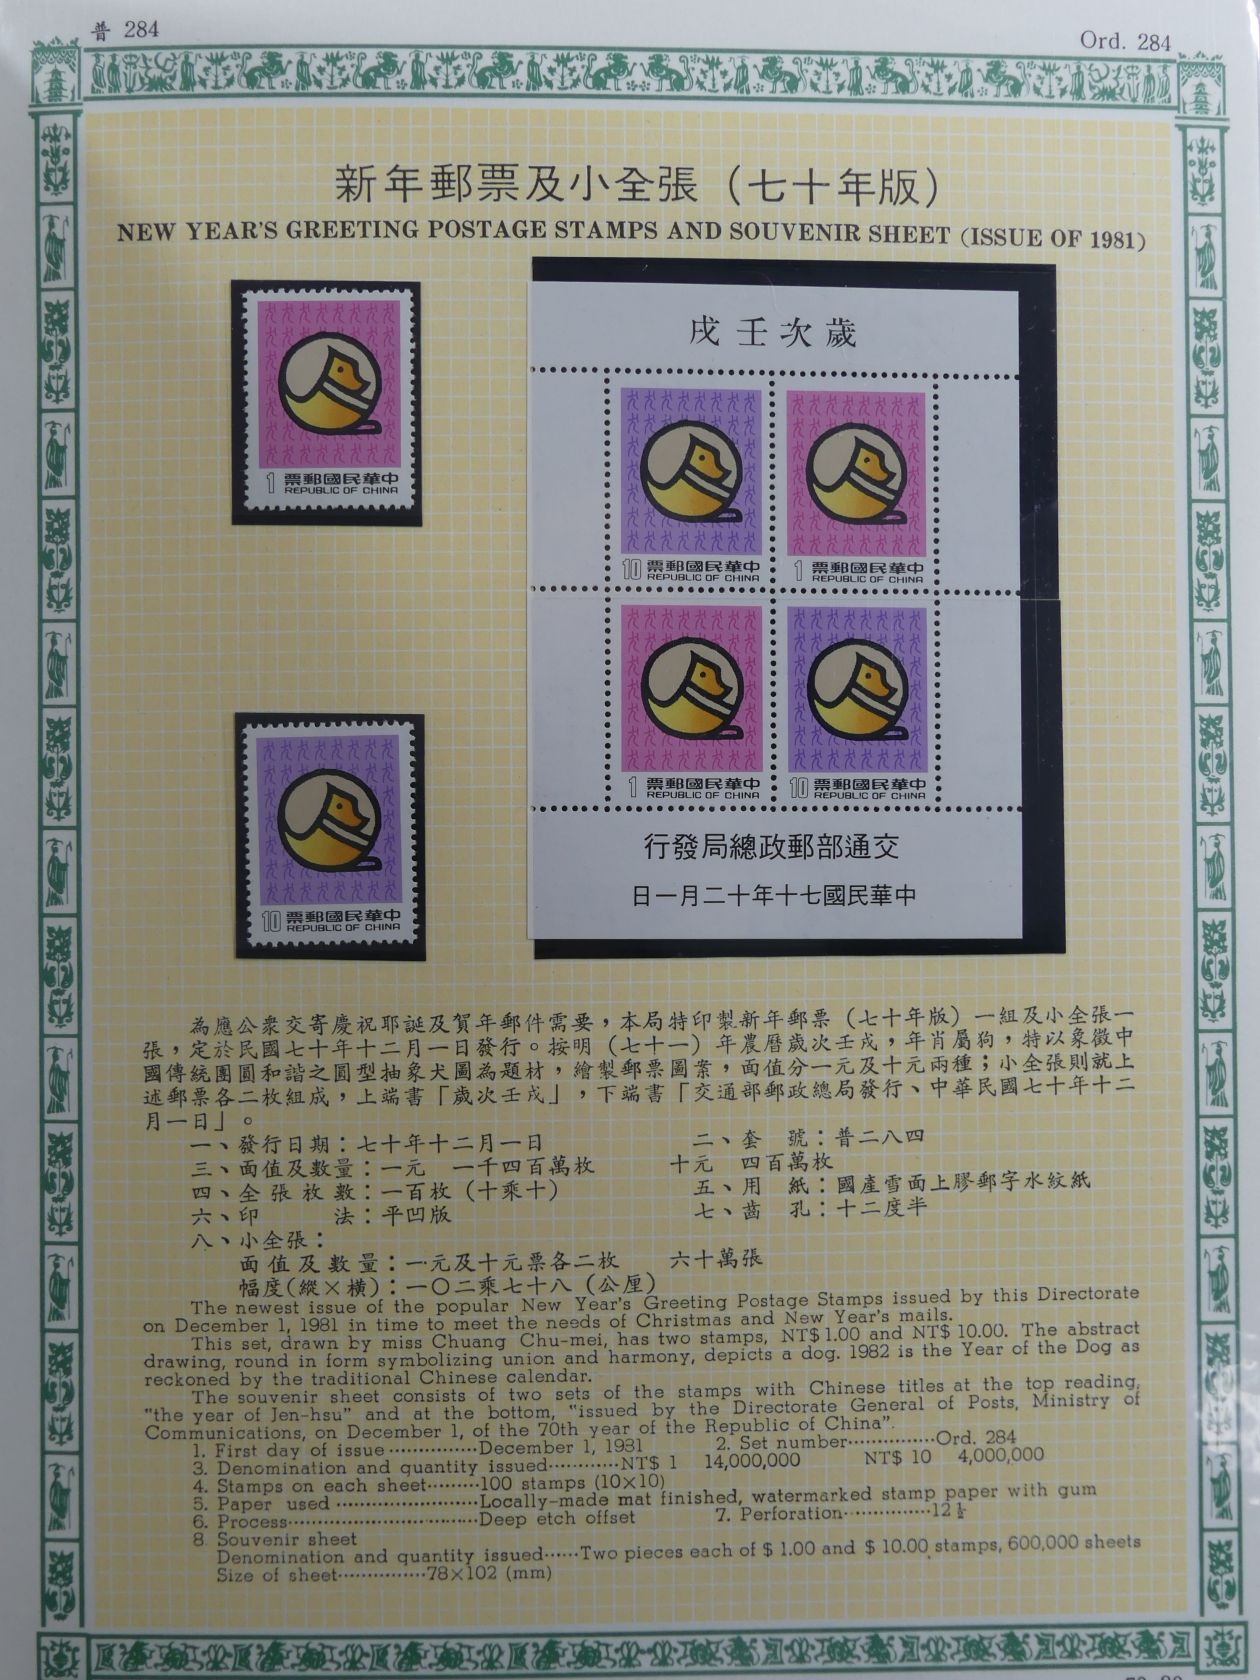 普 284
Ord. 284
新年郵票及小全張（七十年版）
NEW YEAR'S GREETING POSTAGE STAMPS AND SOUVENIR SHEET (ISSUE OF 1981)
1 票郵國民華中
REPUBLIC OF CHINA
10 票郵國民華中
REPUBLIC OF CHINA
戌壬次歲
10 票郵國民華中
REPUBLIC OF CHINA
1 票郵國民華中
REPUBLIC OF CHINA
1 票郵國民華中
REPUBLIC OF CHINA
10 票郵國民華中
REPUBLIC OF CHINA
行發局總政郵部通交
日一月二十年十七國民華中
為應公衆交寄慶祝耶誕及賀年郵件需要，本局特印製新年郵票（七十年版）一組及小全張一
張，定於民國七十年十二月一日發行。按明（七十一）年農曆歲次壬戌，年肖屬狗，特以象徵中
國傳統團圓和諧之圓型抽象犬圖為題材，繪製郵票圖案，面值分一元及十元兩種；小全張則就上
述郵票各二枚組成，上端書「歲次壬戌」，下端書「交通部郵政總局發行、中華民國七十年十二
月一日」。
一、發行日期：七十年十二月一日 二、套 號：普二八四
三、面值及數量：一元 一千四百萬枚 十元 四百萬枚
四、全張枚數：一百枚（十乘十） 五、用 紙：國產雪面上膠郵字水紋紙
六、印 法：平凹版 七、齒 孔：十二度半
八、小全張：
面值及數量：一元及十元票各二枚 六十萬張
幅度(縱×橫)：一〇二乘七十八（公厘）
The newest issue of the popular New Year's Greeting Postage Stamps issued by this Directorate
on December 1, 1981 in time to meet the needs of Christmas and New Year's mails.
This set, drawn by miss Chuang Chu-mei, has two stamps, NT$ 1.00 and NT$ 10.00. The abstract
drawing, round in form symbolizing union and harmony, depicts a dog. 1982 is the Year of the Dog as
reckoned by the traditional Chinese calendar.
The souvenir sheet consists of two sets of the stamps with Chinese titles at the top reading,
"the year of Jen-hsu" and at the bottom, "issued by the Directorate General of Posts, Ministry of
Communications, on December 1, of the 70th year of the Republic of China".
1. First day of issue···············December 1, 1981 2. Set number···············Ord. 284
3. Denomination and quantity issued············NT$ 1 14,000,000 NT$ 10 4,000,000
4. Stamps on each sheet·········100 stamps (10×10)
5. Paper used ························Locally-made mat finished, watermarked stamp paper with gum
6. Process································Deep etch offset 7. Perforation···············12 ½
8. Souvenir sheet
Denomination and quantity issued······Two pieces each of $ 1.00 and $ 10.00 stamps, 600,000 sheets
Size of sheet···············78×102 (mm)